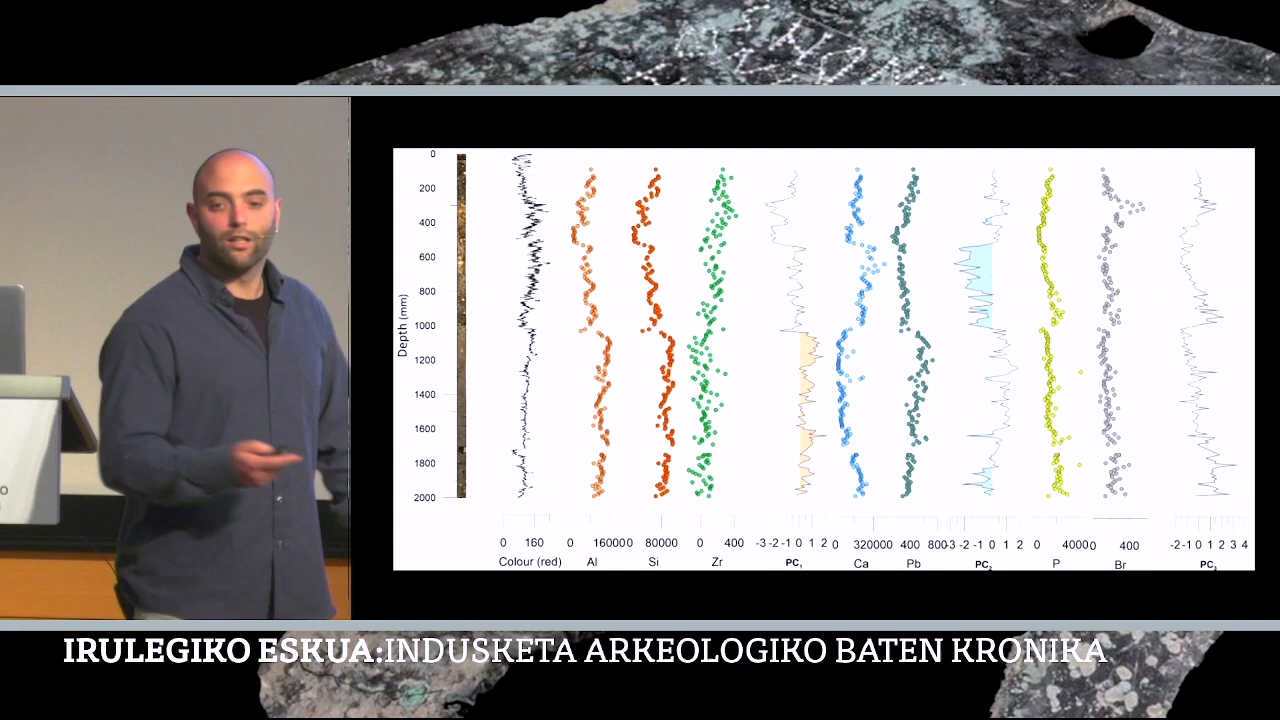 0
200
400
600
800
1000
1200
1400
1600
1800
2000
Depth (mm)
0 160 0 160000 0 80000 0 400 -3 -2 -1 0 1 2 0 320000 400 800 -3 -2 -1 0 1 2 0 4000 0 400 -2 -1 0 1 2 3 4
Colour (red) Al Si Zr PC₁ Ca Pb PC₂ P Br PC₃
O
IRULEGIKO ESKUA:INDUSKETA ARKEOLOGIKO BATEN KRONIKA